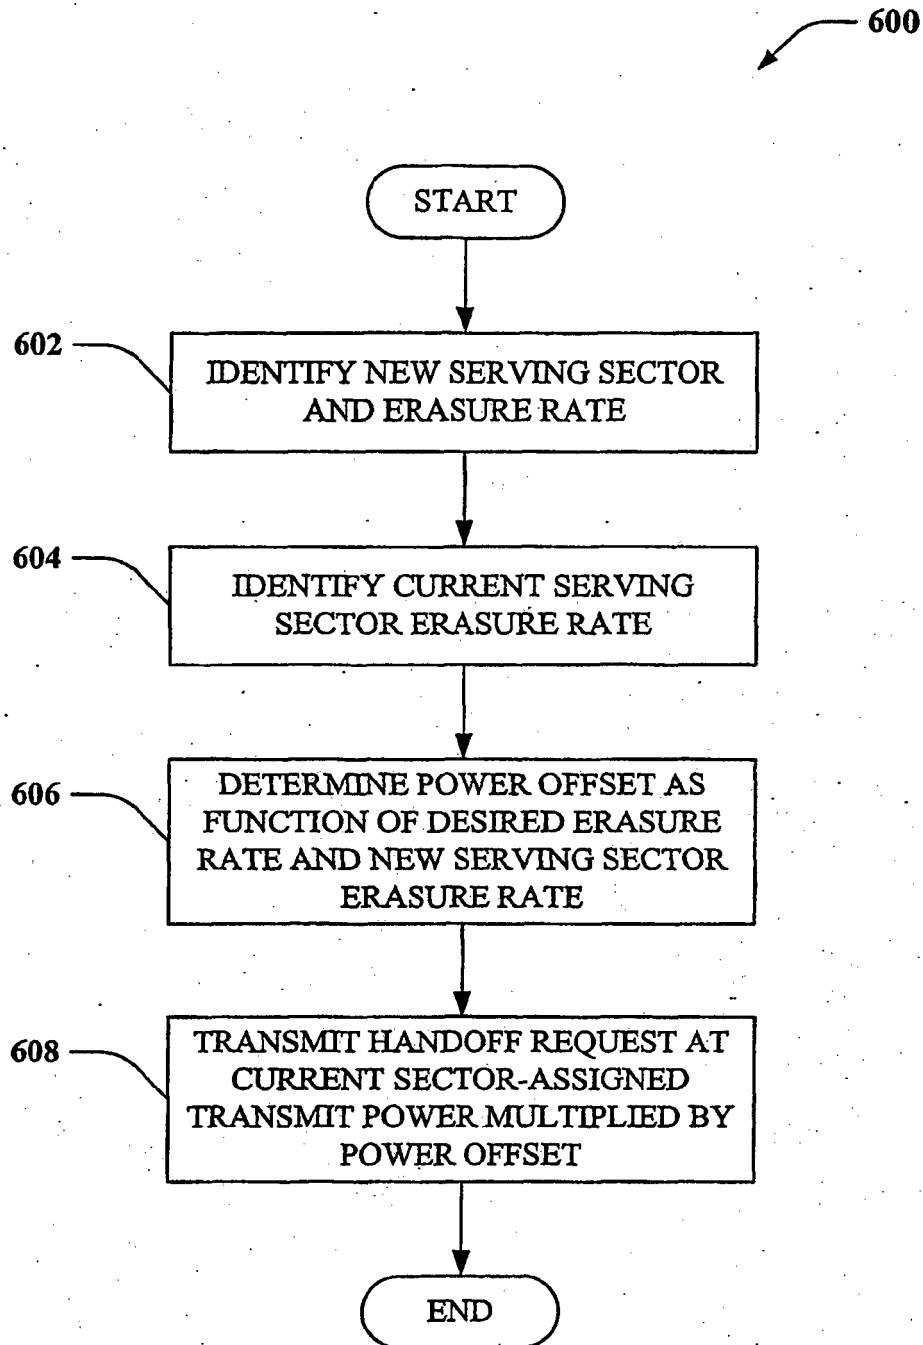 600
START
602
IDENTIFY NEW SERVING SECTOR
AND ERASURE RATE
604
IDENTIFY CURRENT SERVING
SECTOR ERASURE RATE
606
DETERMINE POWER OFFSET AS
FUNCTION OF DESIRED ERASURE
RATE AND NEW SERVING SECTOR
ERASURE RATE
608
TRANSMIT HANDOFF REQUEST AT
CURRENT SECTOR-ASSIGNED
TRANSMIT POWER MULTIPLIED BY
POWER OFFSET
END